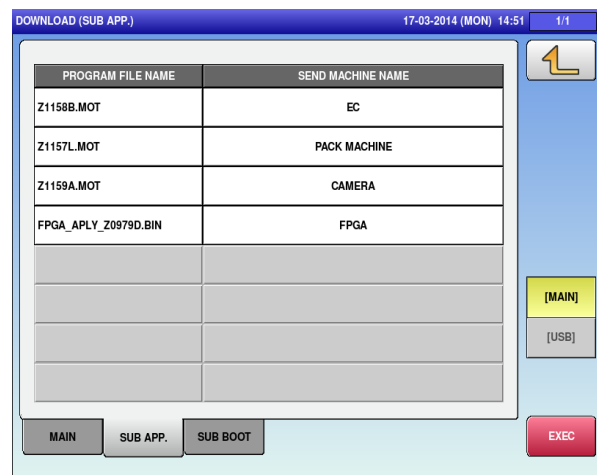 DOWNLOAD (SUB APP.) 17-03-2014 (MON) 14:51 1/1
PROGRAM FILE NAME SEND MACHINE NAME
Z1158B.MOT EC
Z1157L.MOT PACK MACHINE
Z1159A.MOT CAMERA
FPGA_APLY_Z0979D.BIN FPGA
[MAIN]
[USB]
MAIN SUB APP. SUB BOOT EXEC